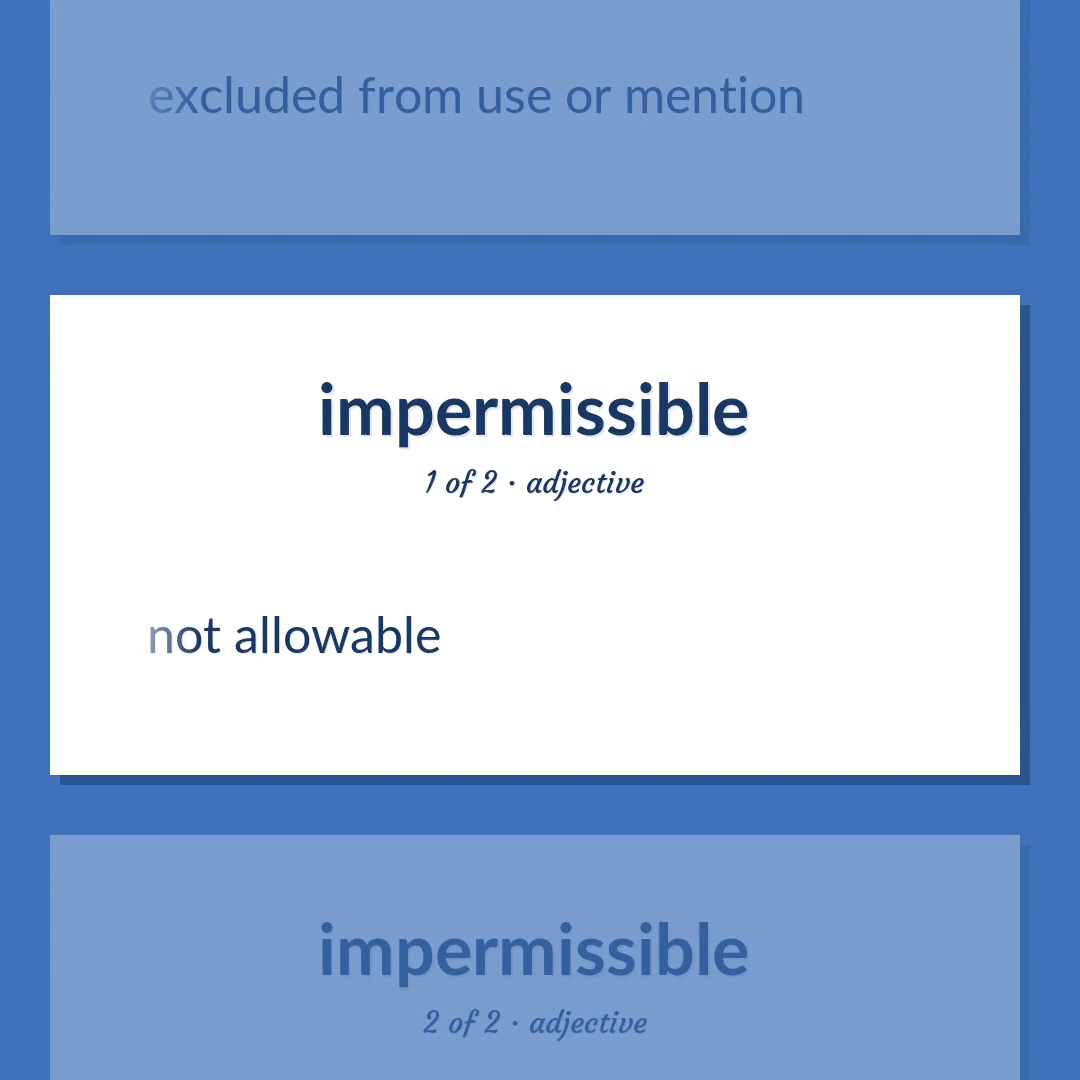 excluded from use or mention
impermissible
1 of 2 · adjective
not allowable
impermissible
2 of 2 · adjective